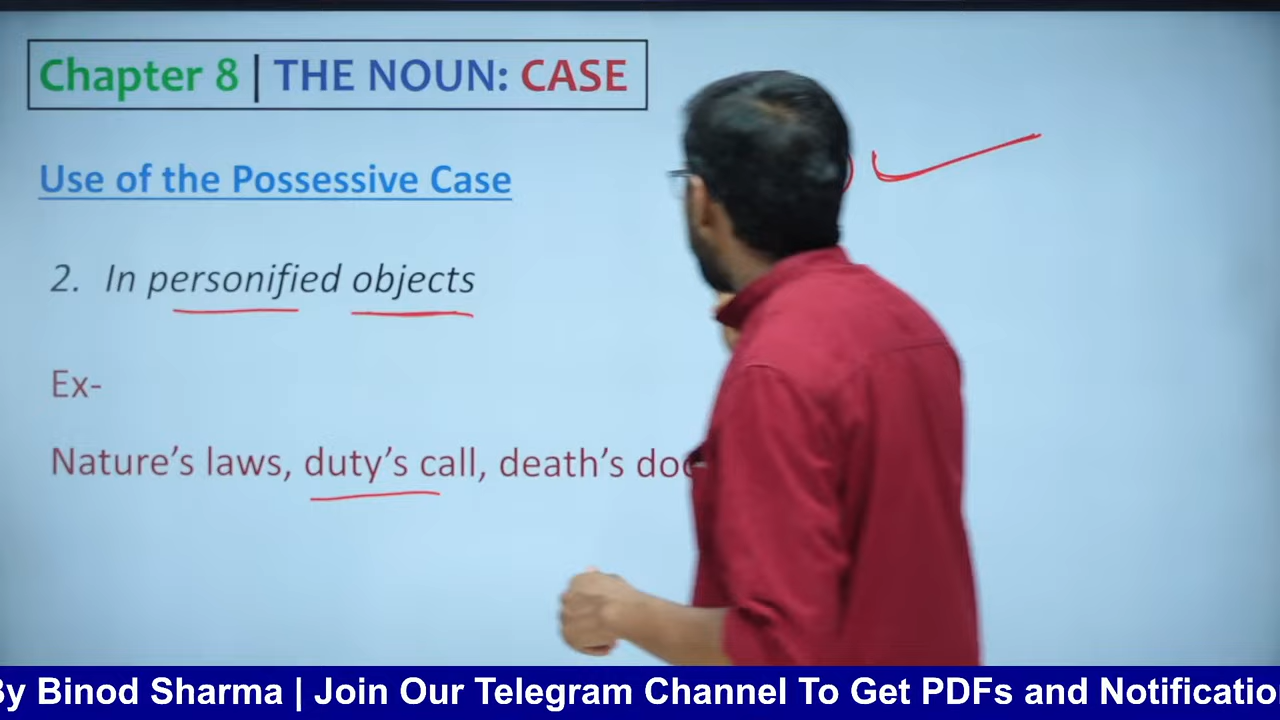 Chapter 8 | THE NOUN: CASE
Use of the Possessive Case
2. In personified objects
Ex-
Nature’s laws, duty’s call, death’s
By Binod Sharma | Join Our Telegram Channel To Get PDFs and